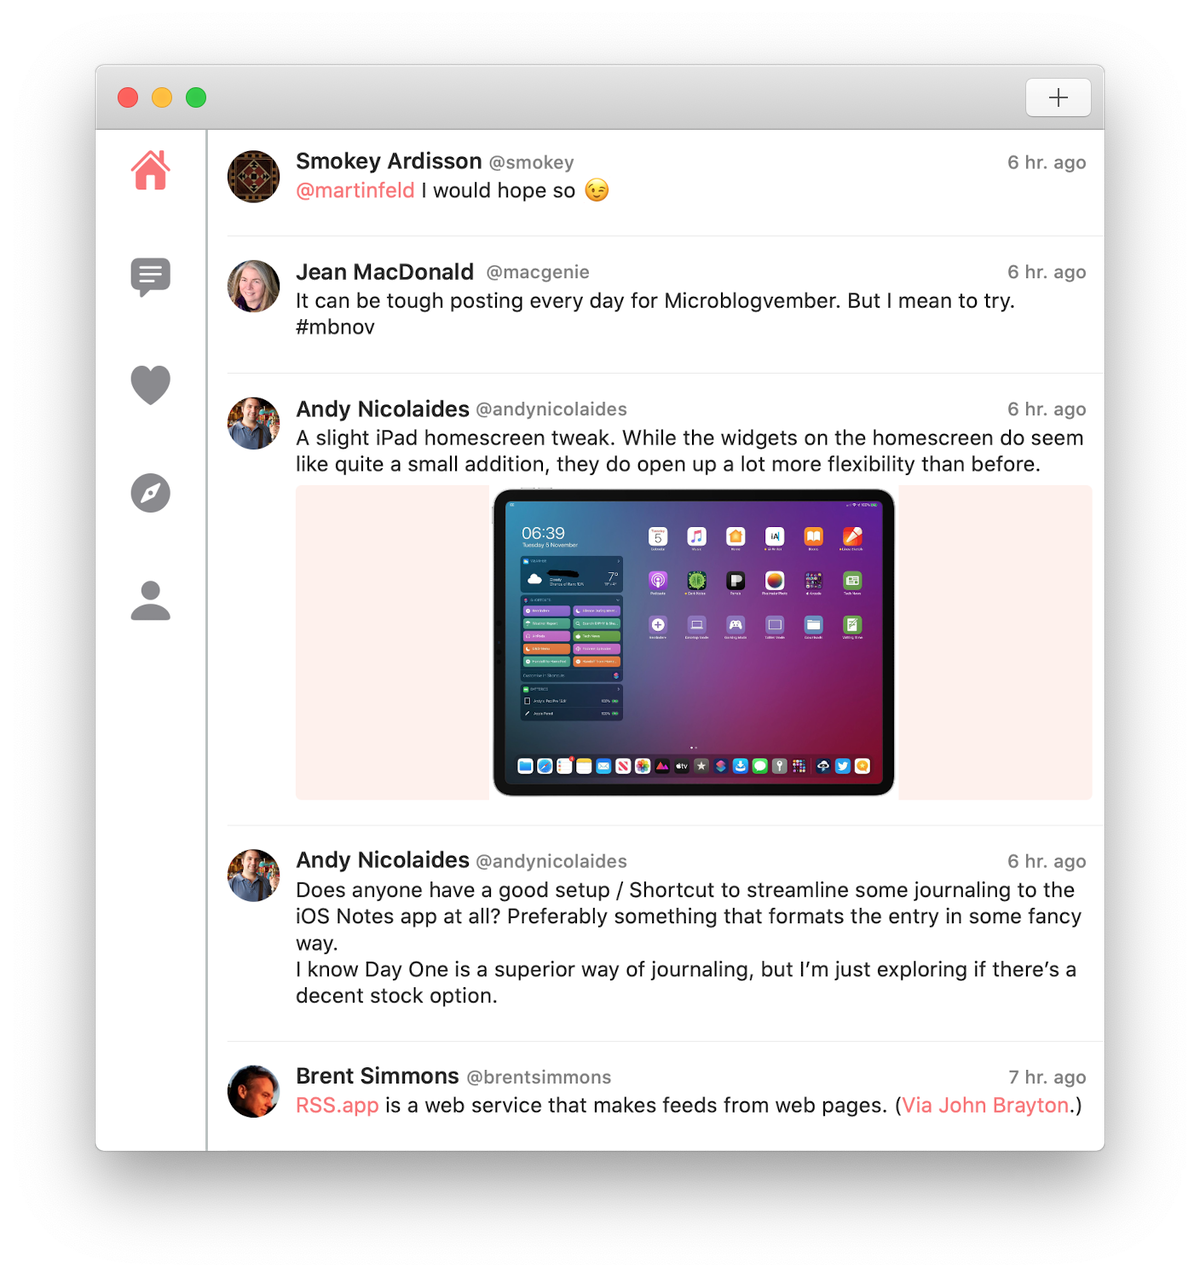 Smokey Ardisson @smokey 6 hr. ago
@martinfeld I would hope so 😉
Jean MacDonald @macgenie 6 hr. ago
It can be tough posting every day for Microblogvember. But I mean to try.
#mbnov
Andy Nicolaides @andynicolaides 6 hr. ago
A slight iPad homescreen tweak. While the widgets on the homescreen do seem
like quite a small addition, they do open up a lot more flexibility than before.
06:39
Tuesday 5 November
7°
5
iA
tv
Andy Nicolaides @andynicolaides 6 hr. ago
Does anyone have a good setup / Shortcut to streamline some journaling to the
iOS Notes app at all? Preferably something that formats the entry in some fancy
way.
I know Day One is a superior way of journaling, but I’m just exploring if there’s a
decent stock option.
Brent Simmons @brentsimmons 7 hr. ago
RSS.app is a web service that makes feeds from web pages. (Via John Brayton.)